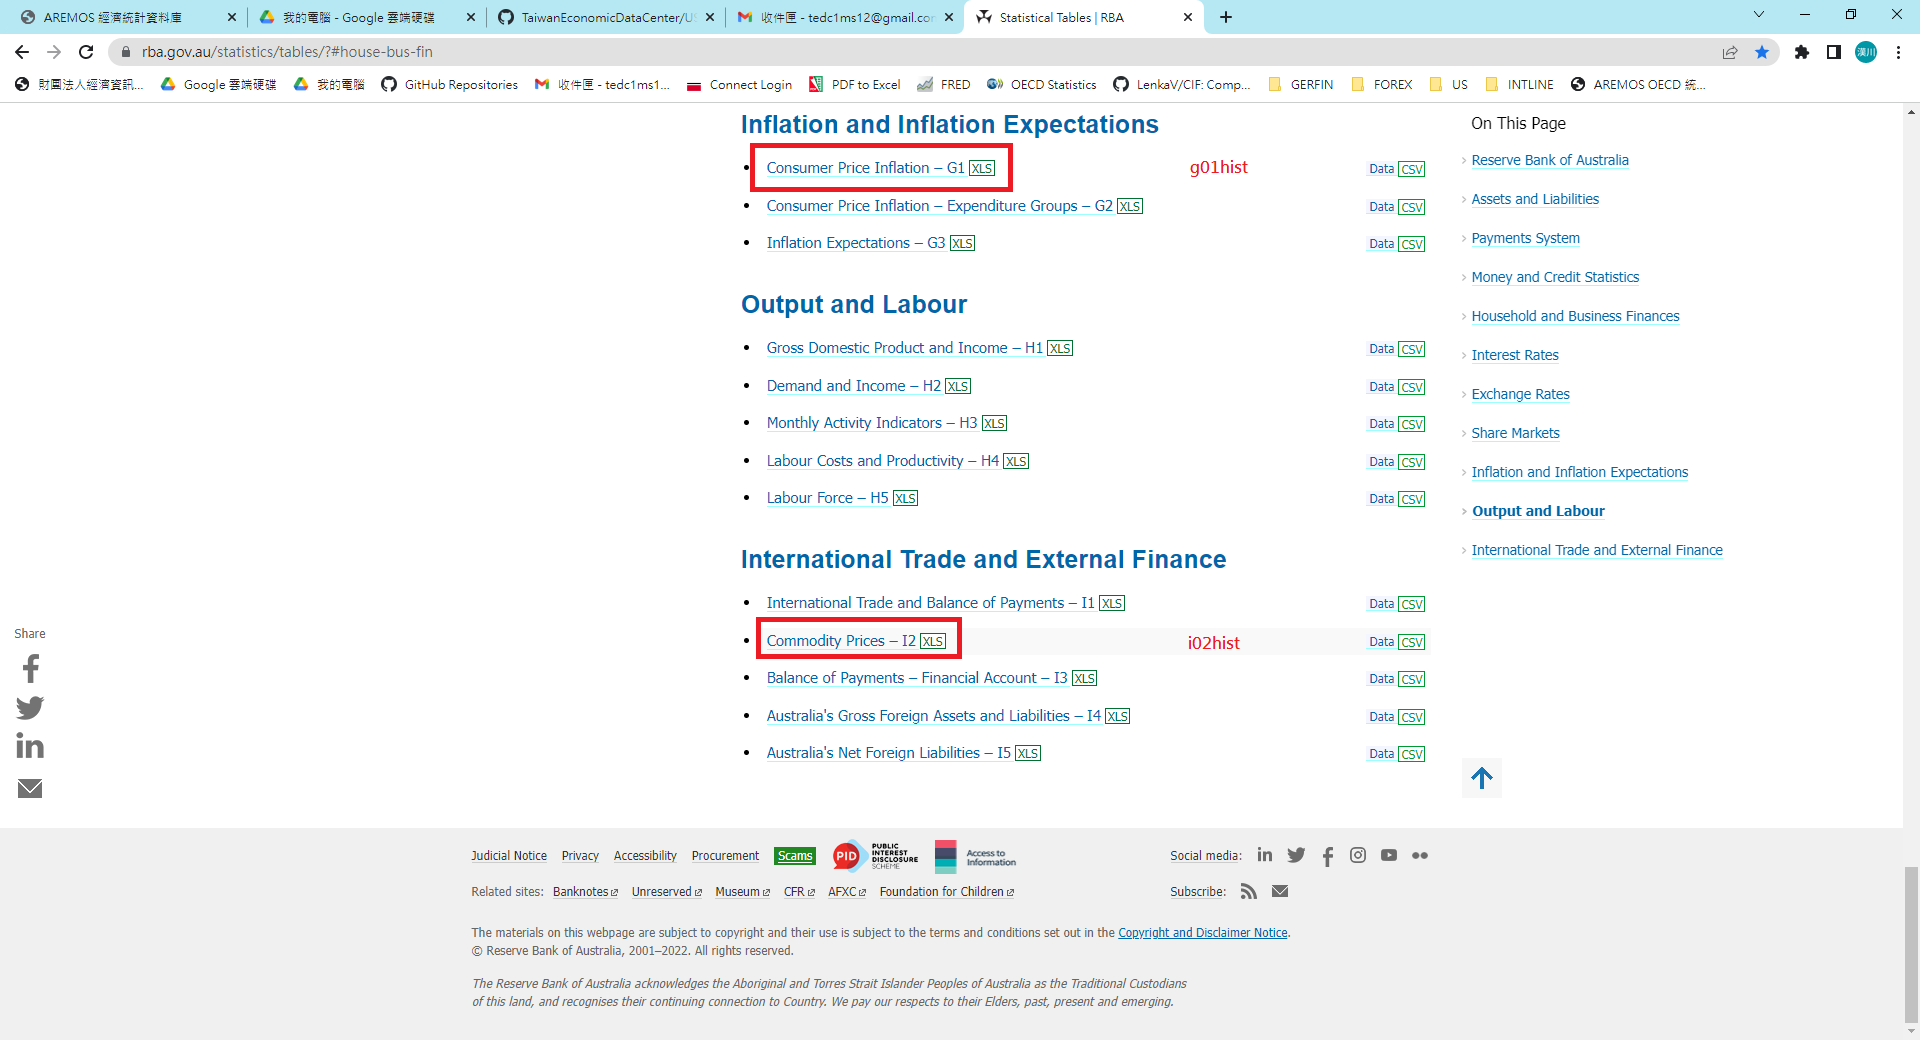 AREMOS 經濟統計資料庫
我的電腦 - Google 雲端硬碟
TaiwanEconomicDataCenter/US
收件匣 - tedc1ms12@gmail.com
Statistical Tables | RBA
rba.gov.au/statistics/tables/?#house-bus-fin
漢川
財團法人經濟資訊...
Google 雲端硬碟
我的電腦
GitHub Repositories
收件匣 - tedc1ms1...
Connect Login
PDF to Excel
FRED
OECD Statistics
LenkaV/CIF: Comp...
GERFIN
FOREX
US
INTLINE
AREMOS OECD 統...
Inflation and Inflation Expectations
Consumer Price Inflation – G1 XLS
g01hist
Data CSV
Consumer Price Inflation – Expenditure Groups – G2 XLS
Data CSV
Inflation Expectations – G3 XLS
Data CSV
Output and Labour
Gross Domestic Product and Income – H1 XLS
Data CSV
Demand and Income – H2 XLS
Data CSV
Monthly Activity Indicators – H3 XLS
Data CSV
Labour Costs and Productivity – H4 XLS
Data CSV
Labour Force – H5 XLS
Data CSV
International Trade and External Finance
International Trade and Balance of Payments – I1 XLS
Data CSV
Commodity Prices – I2 XLS
i02hist
Data CSV
Balance of Payments – Financial Account – I3 XLS
Data CSV
Australia's Gross Foreign Assets and Liabilities – I4 XLS
Data CSV
Australia's Net Foreign Liabilities – I5 XLS
Data CSV
On This Page
Reserve Bank of Australia
Assets and Liabilities
Payments System
Money and Credit Statistics
Household and Business Finances
Interest Rates
Exchange Rates
Share Markets
Inflation and Inflation Expectations
Output and Labour
International Trade and External Finance
Share
Judicial Notice
Privacy
Accessibility
Procurement
Scams
PID
PUBLIC
INTEREST
DISCLOSURE
SCHEME
Access to
Information
Social media:
Related sites:
Banknotes
Unreserved
Museum
CFR
AFXC
Foundation for Children
Subscribe:
The materials on this webpage are subject to copyright and their use is subject to the terms and conditions set out in the Copyright and Disclaimer Notice.
© Reserve Bank of Australia, 2001–2022. All rights reserved.
The Reserve Bank of Australia acknowledges the Aboriginal and Torres Strait Islander Peoples of Australia as the Traditional Custodians
of this land, and recognises their continuing connection to Country. We pay our respects to their Elders, past, present and emerging.